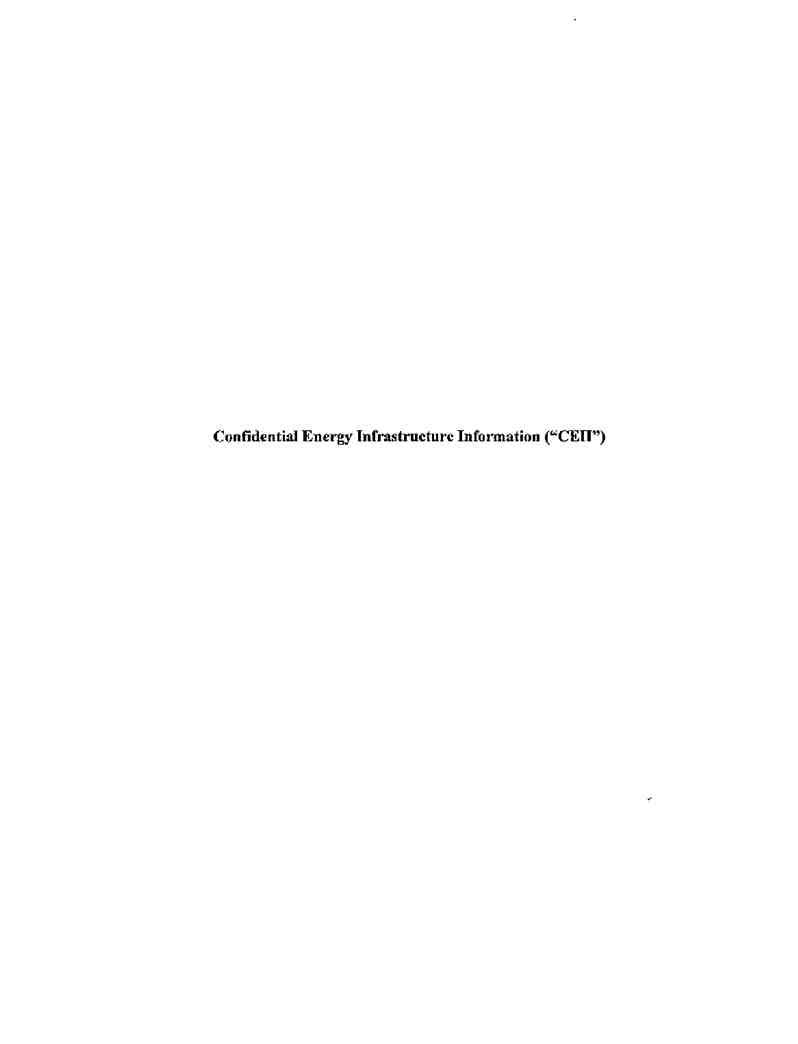 Confidential Energy Infrastructure Information (“CEII”)